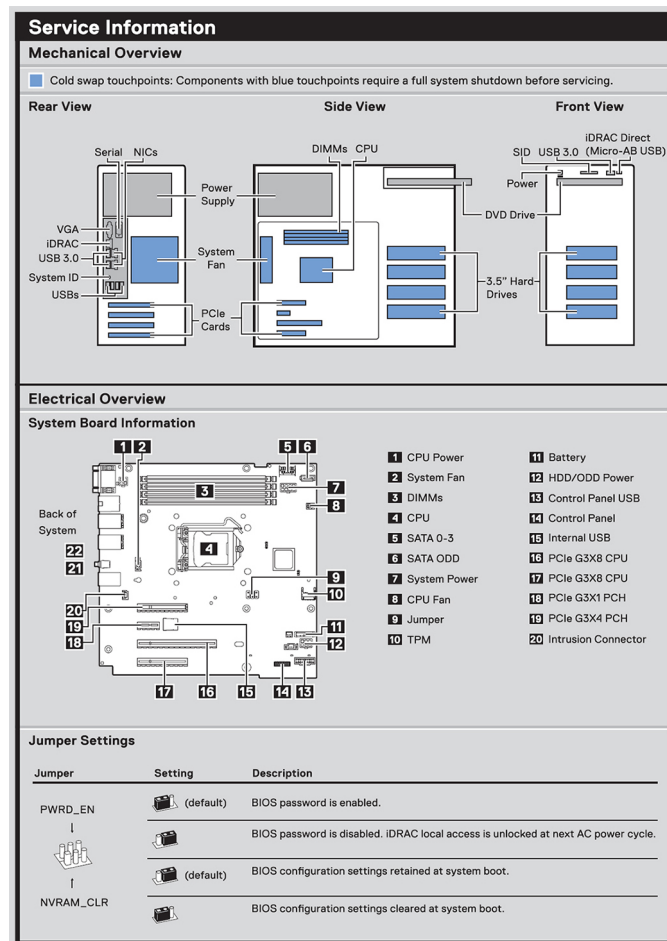 Service Information
Mechanical Overview
Cold swap touchpoints: Components with blue touchpoints require a full system shutdown before servicing.
Rear View
Side View
Front View
Serial NICs
VGA
iDRAC
USB 3.0
System ID
USBs
Power
Supply
System
Fan
PCIe
Cards
DIMMs CPU
DVD Drive
3.5" Hard
Drives
iDRAC Direct
SID USB 3.0 (Micro-AB USB)
Power
Electrical Overview
System Board Information
Back of
System
1 2 3 4 5 6 7 8 9 10 11 12 13 14 15 16 17 18 19 20 21 22
1 CPU Power
2 System Fan
3 DIMMs
4 CPU
5 SATA 0-3
6 SATA ODD
7 System Power
8 CPU Fan
9 Jumper
10 TPM
11 Battery
12 HDD/ODD Power
13 Control Panel USB
14 Control Panel
15 Internal USB
16 PCIe G3X8 CPU
17 PCIe G3X8 CPU
18 PCIe G3X1 PCH
19 PCIe G3X4 PCH
20 Intrusion Connector
Jumper Settings
Jumper Setting Description
PWRD_EN
(default) BIOS password is enabled.
BIOS password is disabled. iDRAC local access is unlocked at next AC power cycle.
(default) BIOS configuration settings retained at system boot.
NVRAM_CLR
BIOS configuration settings cleared at system boot.